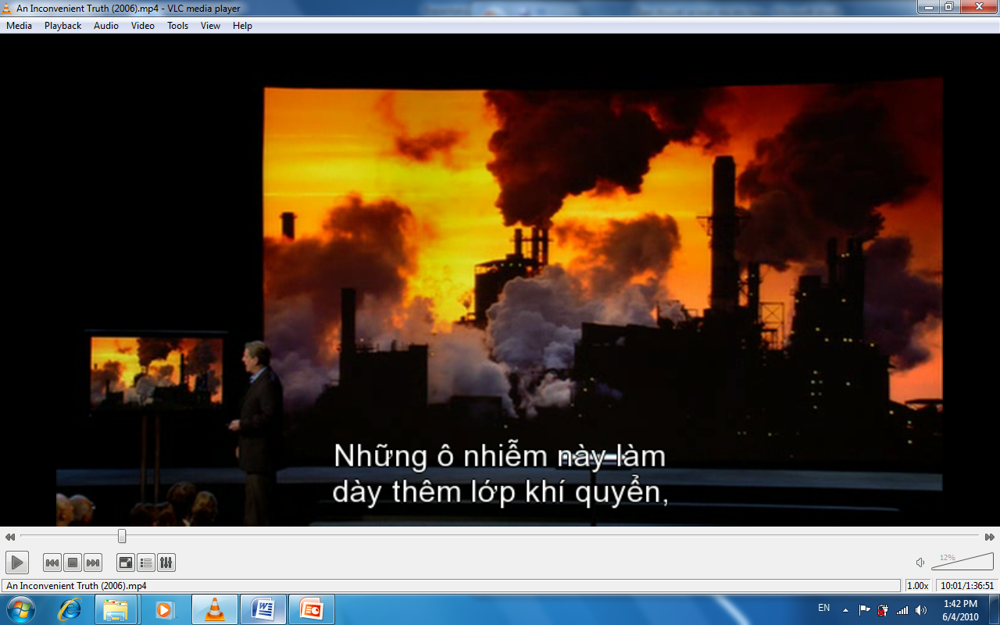 An Inconvenient Truth (2006).mp4 - VLC media player
Media Playback Audio Video Tools View Help
Những ô nhiễm này làm
dày thêm lớp khí quyển,
12%
An Inconvenient Truth (2006).mp4 1.00x 10:01/1:36:51
EN 1:42 PM
6/4/2010